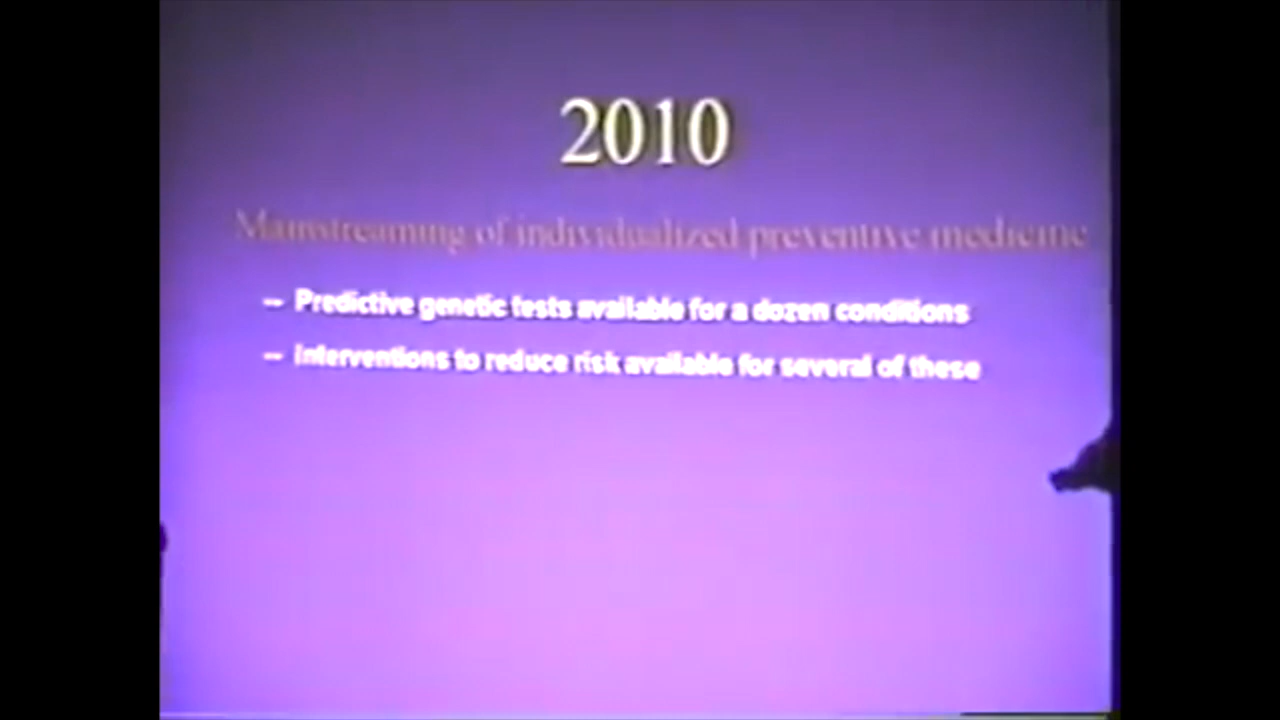 2010
Mainstreaming of individualized preventive medicine
– Predictive genetic tests available for a dozen conditions
– Interventions to reduce risk available for several of these